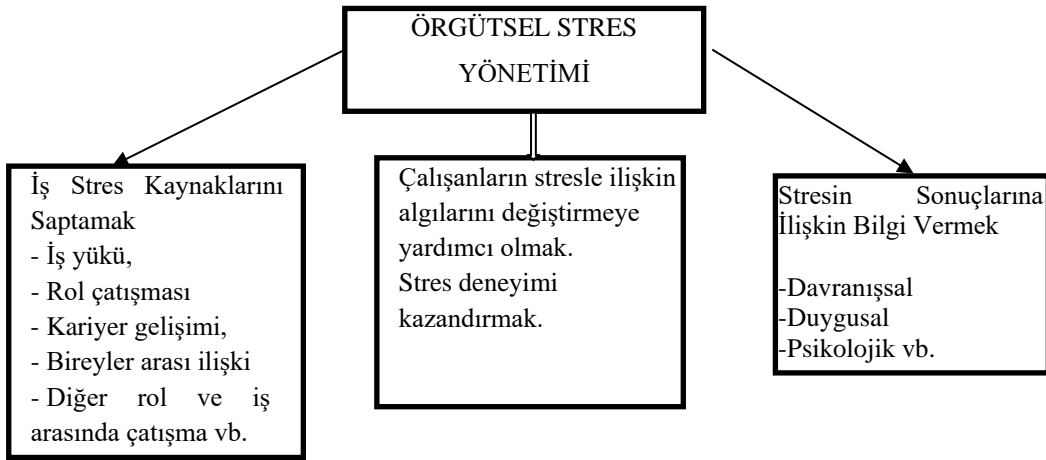 ÖRGÜTSEL STRES
YÖNETİMİ
İş Stres Kaynaklarını
Saptamak
- İş yükü,
- Rol çatışması
- Kariyer gelişimi,
- Bireyler arası ilişki
- Diğer rol ve iş
arasında çatışma vb.
Çalışanların stresle ilişkin
algılarını değiştirmeye
yardımcı olmak.
Stres deneyimi
kazandırmak.
Stresin Sonuçlarına
İlişkin Bilgi Vermek
-Davranışsal
-Duygusal
-Psikolojik vb.